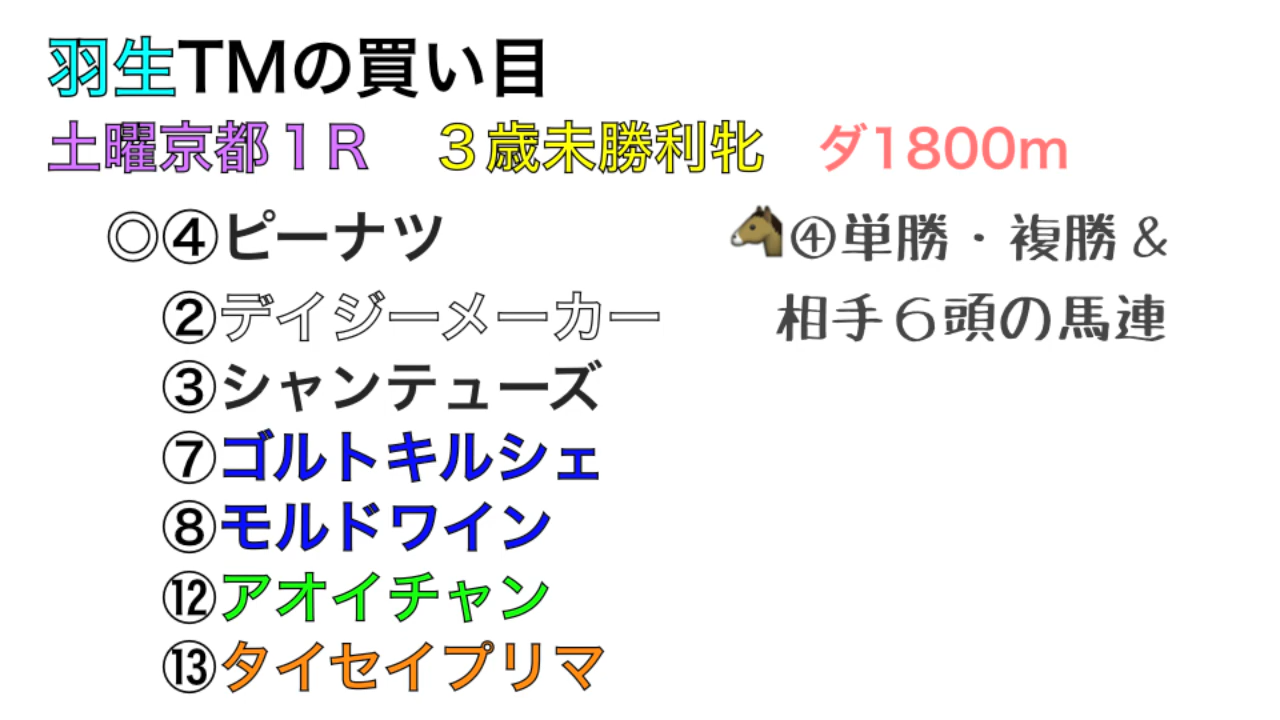 羽生TMの買い目
土曜京都１Ｒ　３歳未勝利牝　ダ1800m
◎④ピーナツ
②デイジーメーカー
③シャンテューズ
⑦ゴルトキルシェ
⑧モルドワイン
⑫アオイチャン
⑬タイセイプリマ
④単勝・複勝＆
相手６頭の馬連